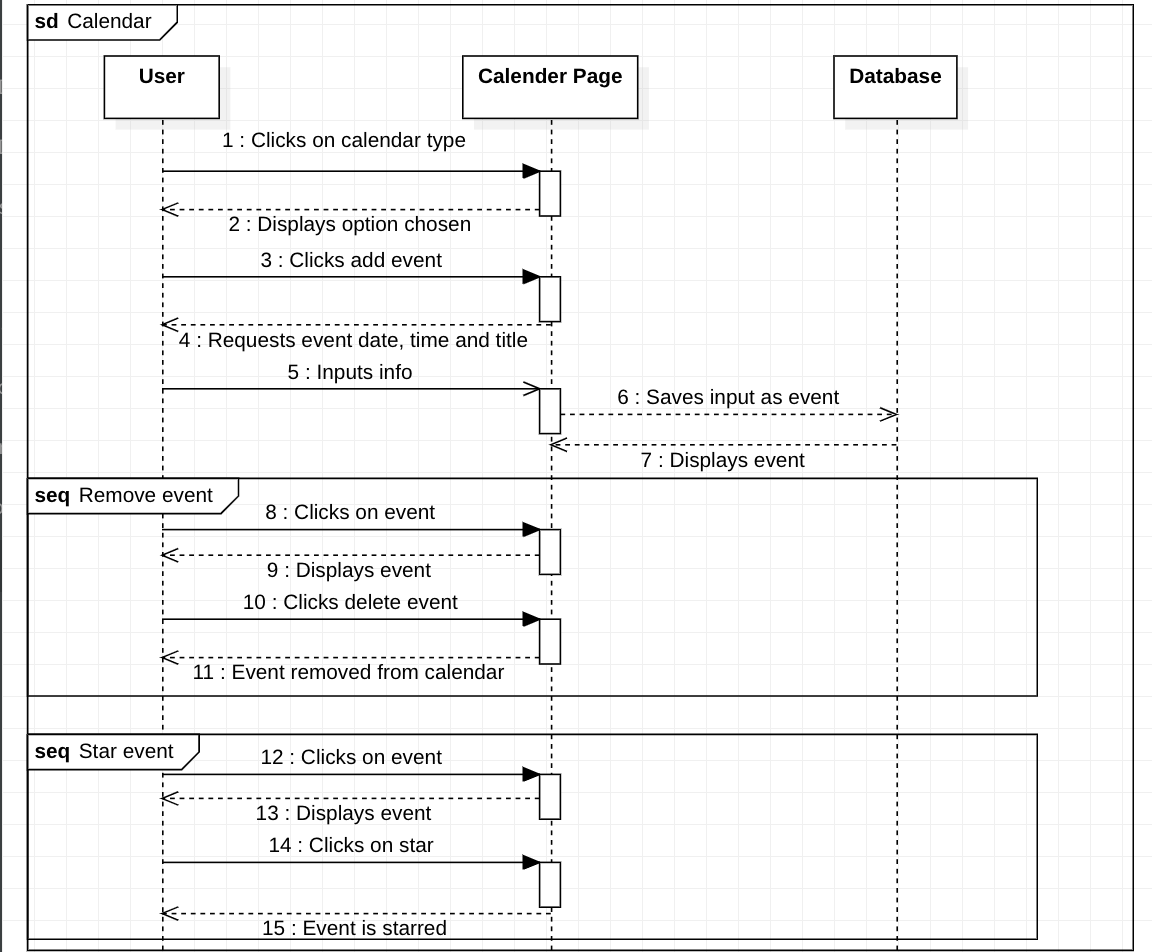 sd Calendar
User
Calender Page
Database
1 : Clicks on calendar type
2 : Displays option chosen
3 : Clicks add event
4 : Requests event date, time and title
5 : Inputs info
6 : Saves input as event
7 : Displays event
seq Remove event
8 : Clicks on event
9 : Displays event
10 : Clicks delete event
11 : Event removed from calendar
seq Star event
12 : Clicks on event
13 : Displays event
14 : Clicks on star
15 : Event is starred